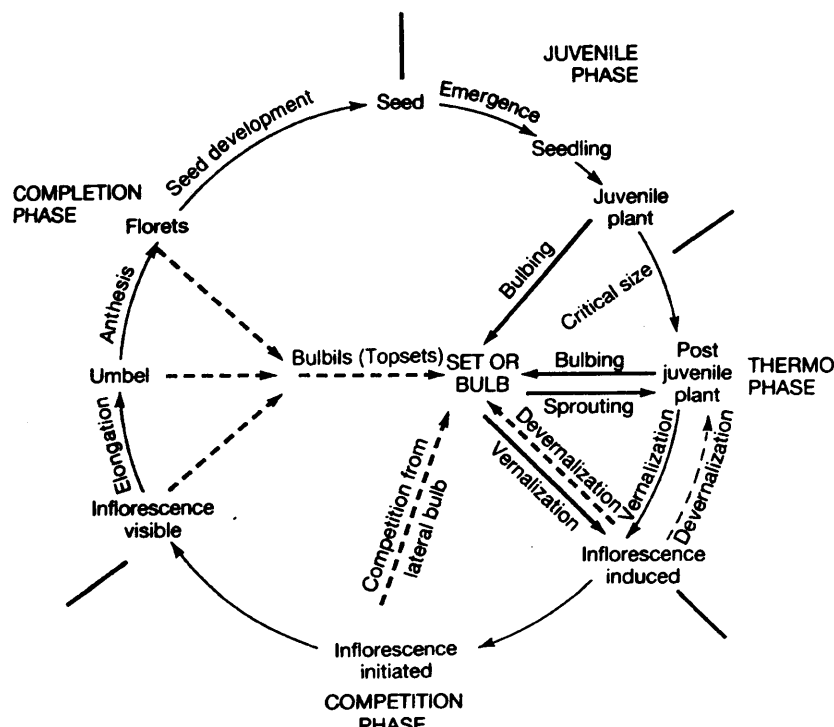 JUVENILE
PHASE
Seed
Emergence
Seedling
Juvenile
plant
Seed development
COMPLETION
PHASE
Florets
Anthesis
Bulbing
Critical size
Umbel
Bulbils (Topsets)
SET OR
BULB
Bulbing
Sprouting
Post
juvenile
plant
THERMO
PHASE
Elongation
Devernalization
Vernalization
Vernalization
Devernalization
Inflorescence
visible
Competition from
lateral bulb
Inflorescence
induced
Inflorescence
initiated
COMPETITION
PHASE